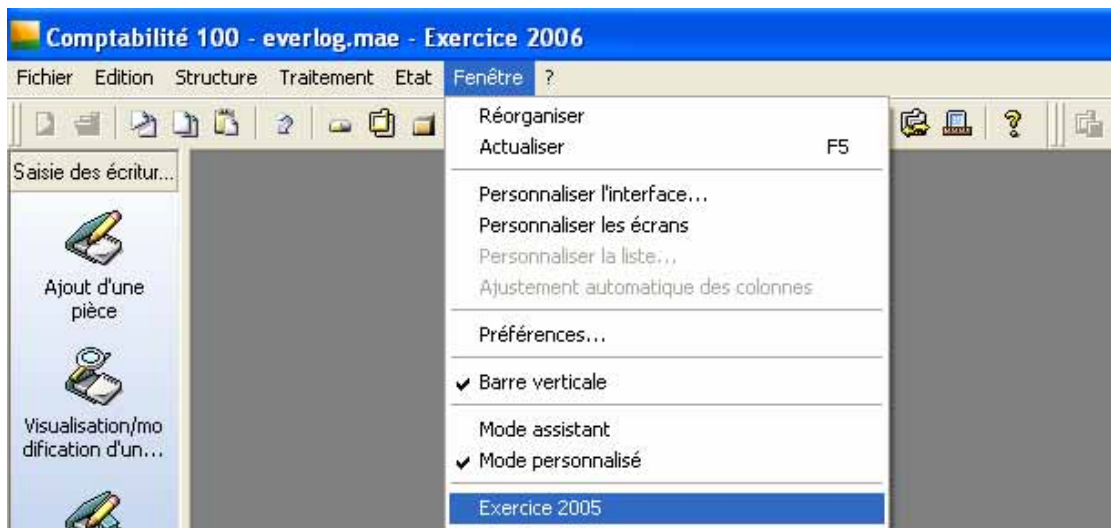 Comptabilité 100 - everlog.mae - Exercice 2006
Fichier Edition Structure Traitement Etat Fenêtre ?
Réorganiser
Actualiser F5
Saisie des écritur...
Personnaliser l'interface...
Personnaliser les écrans
Personnaliser la liste...
Ajustement automatique des colonnes
Ajout d'une
pièce
Préférences...
Barre verticale
Visualisation/mo
dification d'un...
Mode assistant
Mode personnalisé
Exercice 2005